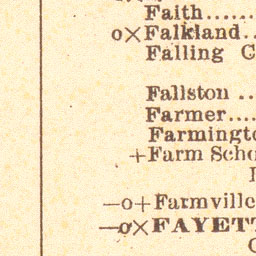 Faith......
o×Falkland..
Falling C
Fallston ..
Farmer....
Farmingto
+Farm Scho
—o+Farmville
—o×FAYETT